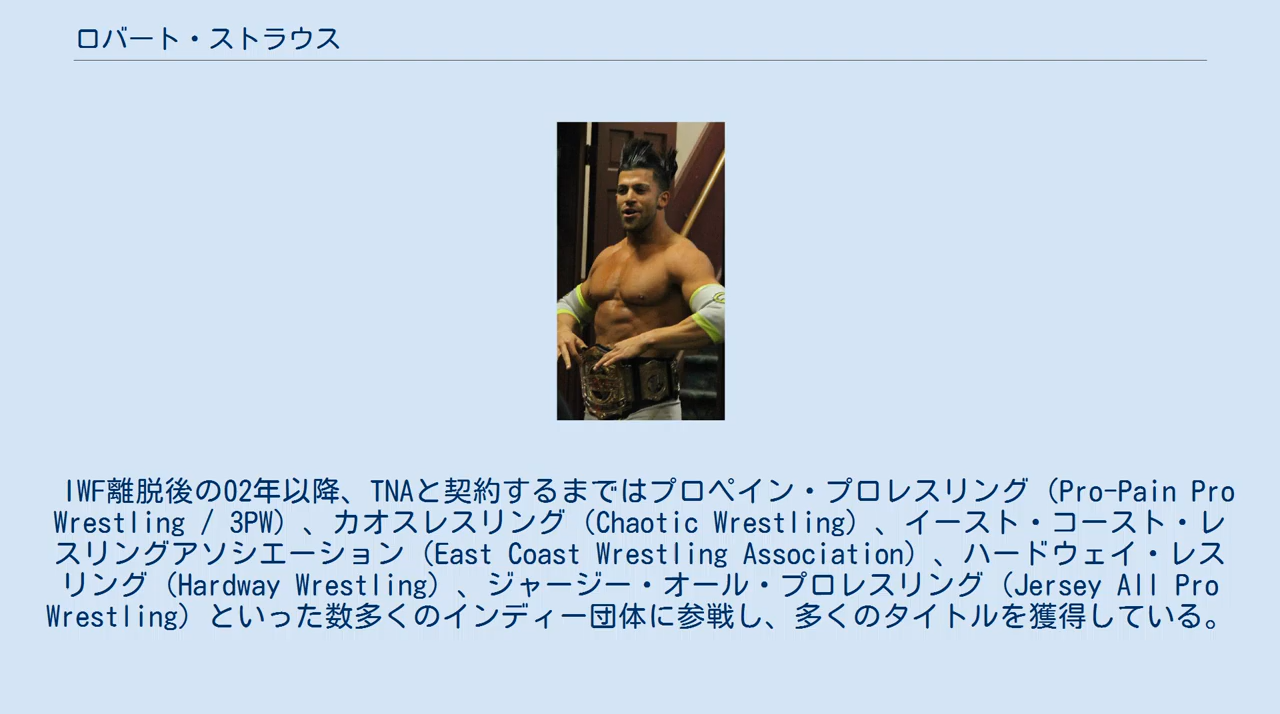 ロバート・ストラウス
IWF離脱後の02年以降、TNAと契約するまではプロペイン・プロレスリング（Pro-Pain Pro
Wrestling / 3PW）、カオスレスリング（Chaotic Wrestling）、イースト・コースト・レ
スリングアソシエーション（East Coast Wrestling Association）、ハードウェイ・レス
リング（Hardway Wrestling）、ジャージー・オール・プロレスリング（Jersey All Pro
Wrestling）といった数多くのインディー団体に参戦し、多くのタイトルを獲得している。